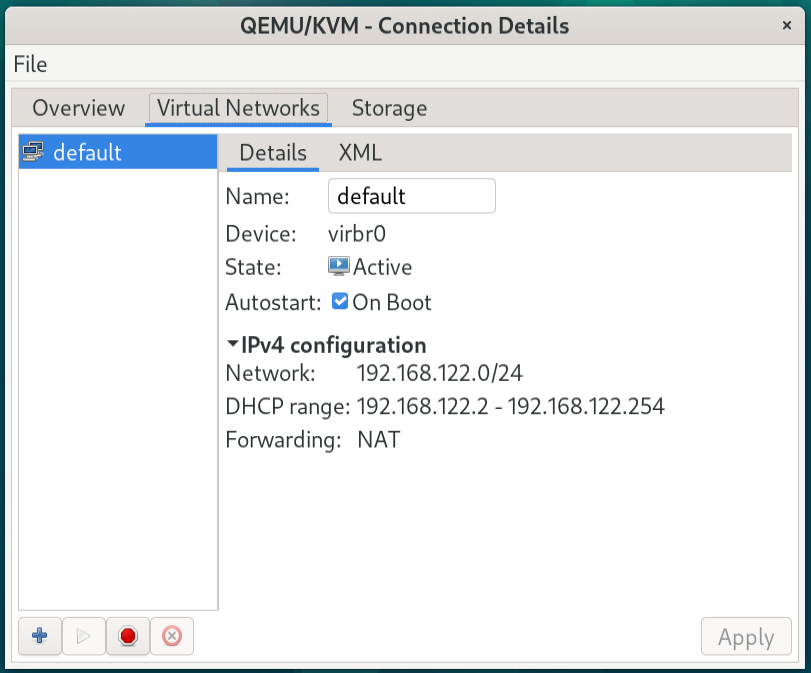 QEMU/KVM - Connection Details ×
File
Overview Virtual Networks Storage
default
Details XML
Name: default
Device: virbr0
State: Active
Autostart: On Boot
IPv4 configuration
Network: 192.168.122.0/24
DHCP range: 192.168.122.2 - 192.168.122.254
Forwarding: NAT
Apply